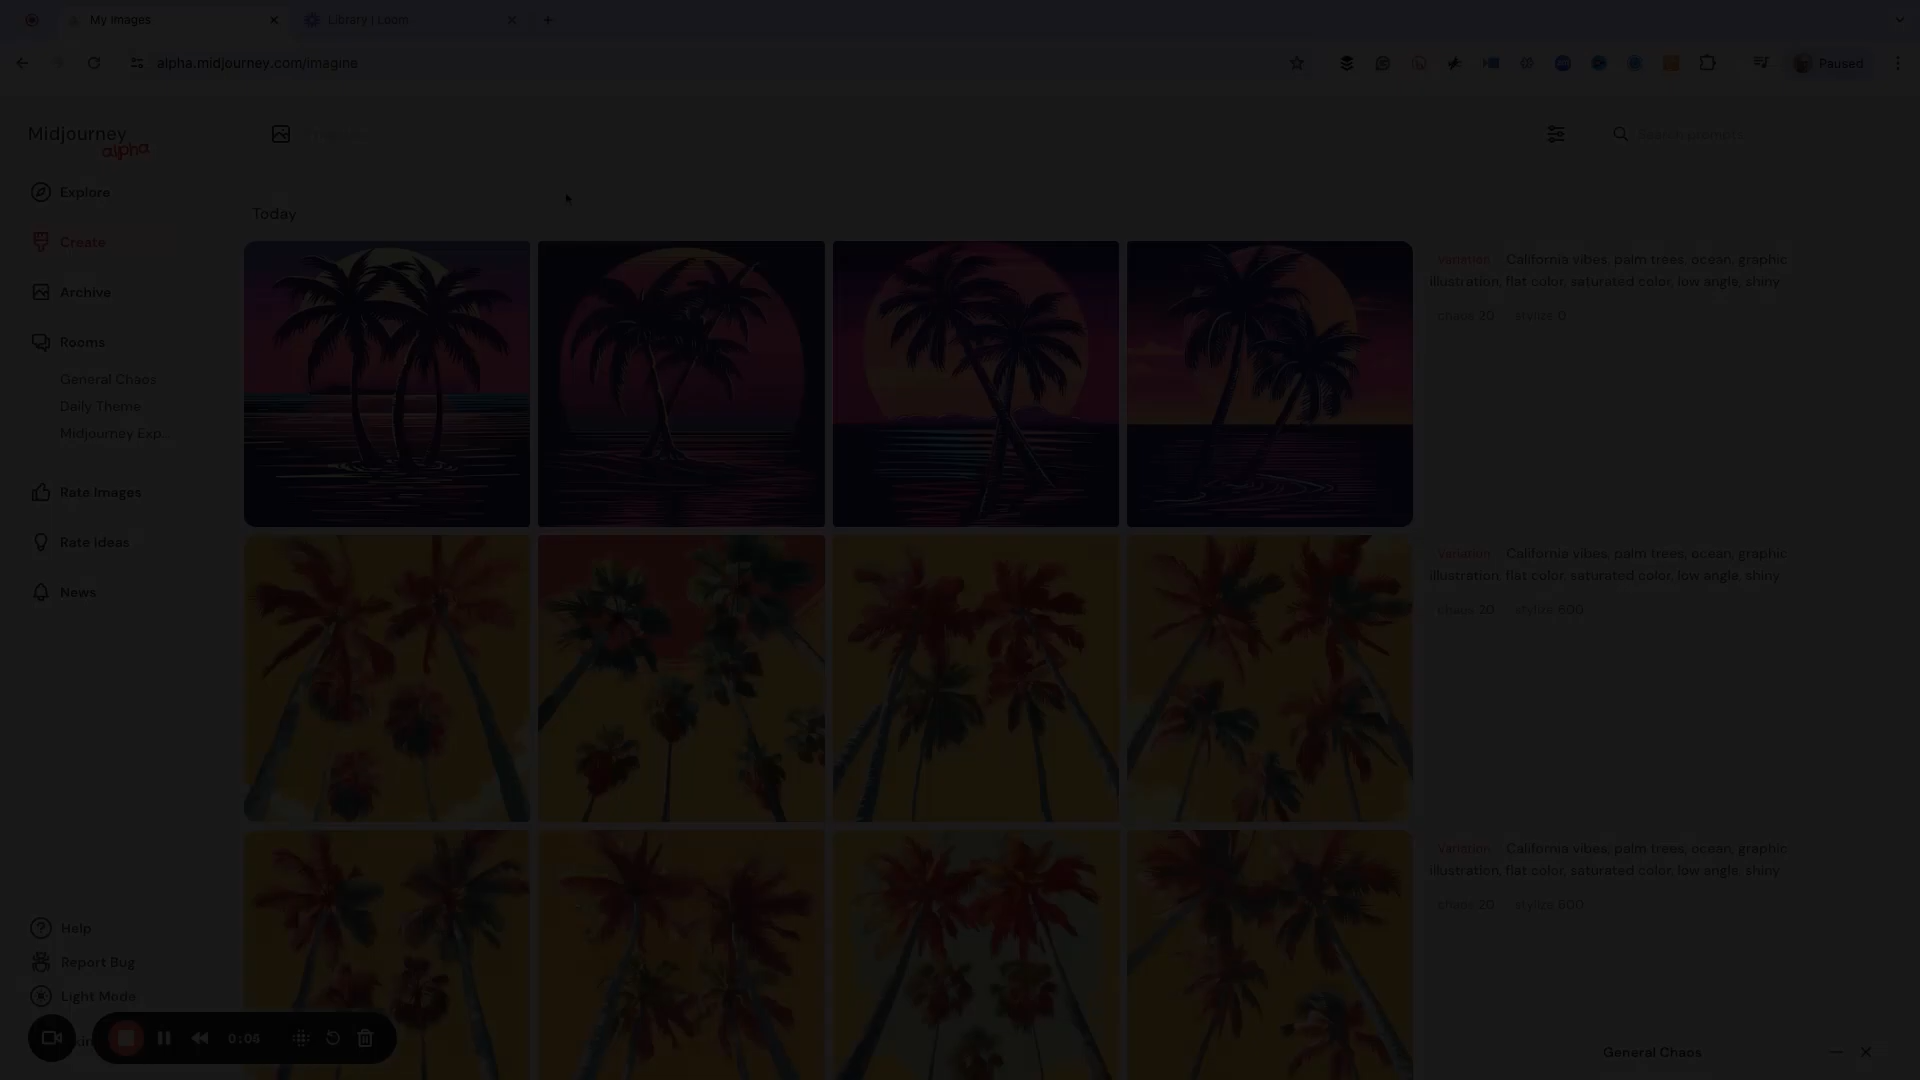 My Images
Library | Loom
alpha.midjourney.com/imagine
Paused
Midjourney
alpha
Search prompts
Explore
Today
Create
Variation California vibes, palm trees, ocean, graphic
illustration, flat color, saturated color, low angle, shiny
chaos 20 stylize 0
Archive
Rooms
General Chaos
Daily Theme
Midjourney Exp...
Rate Images
Rate Ideas
News
Variation California vibes, palm trees, ocean, graphic
illustration, flat color, saturated color, low angle, shiny
chaos 20 stylize 600
Variation California vibes, palm trees, ocean, graphic
illustration, flat color, saturated color, low angle, shiny
chaos 20 stylize 600
Help
Report Bug
Light Mode
0:06
General Chaos